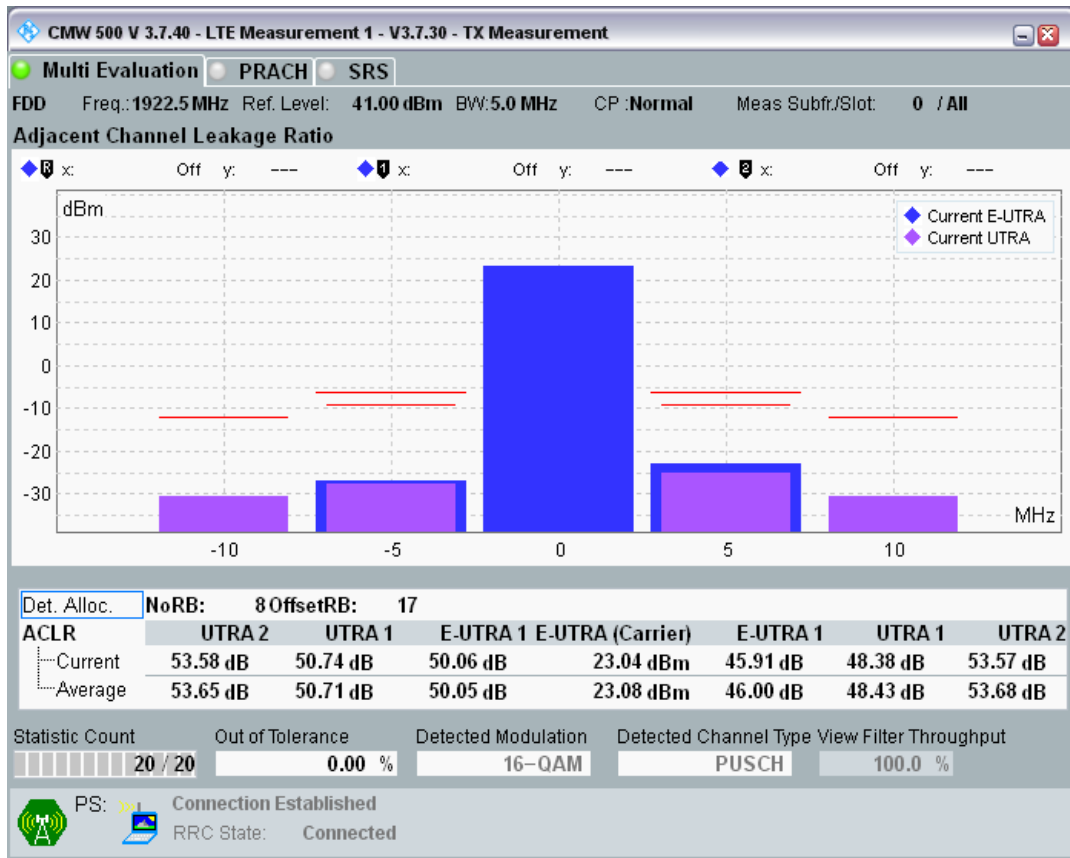 CMW 500 V 3.7.40 - LTE Measurement 1 - V3.7.30 - TX Measurement
Multi Evaluation PRACH SRS
FDD Freq.:1922.5 MHz Ref. Level: 41.00 dBm BW:5.0 MHz CP :Normal Meas Subfr./Slot: 0 / All
Adjacent Channel Leakage Ratio
R x: Off y: --- 1 x: Off y: --- 2 x: Off y: ---
dBm
Current E-UTRA
Current UTRA
30
20
10
0
-10
-20
-30
MHz
-10 -5 0 5 10
Det. Alloc. NoRB: 8 OffsetRB: 17
ACLR UTRA 2 UTRA 1 E-UTRA 1 E-UTRA (Carrier) E-UTRA 1 UTRA 1 UTRA 2
Current 53.58 dB 50.74 dB 50.06 dB 23.04 dBm 45.91 dB 48.38 dB 53.57 dB
Average 53.65 dB 50.71 dB 50.05 dB 23.08 dBm 46.00 dB 48.43 dB 53.68 dB
Statistic Count Out of Tolerance Detected Modulation Detected Channel Type View Filter Throughput
20 / 20 0.00 % 16-QAM PUSCH 100.0 %
PS: Connection Established
RRC State: Connected